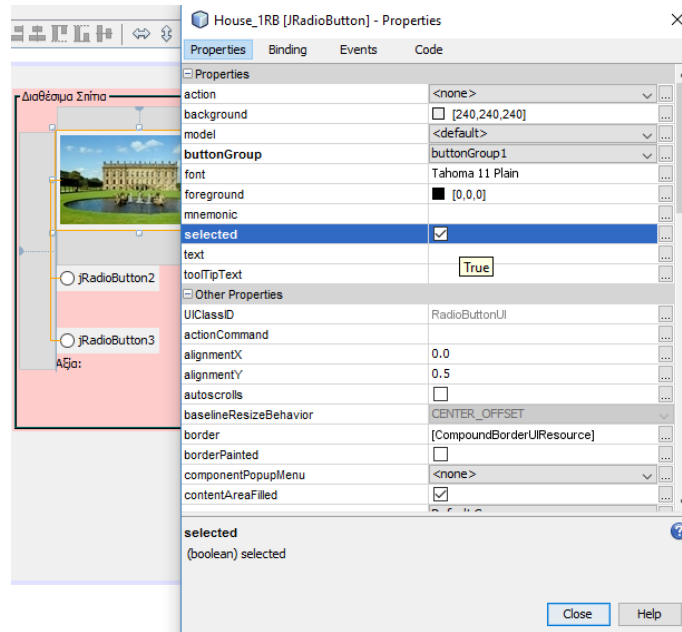 House_1RB [JRadioButton] - Properties
Properties Binding Events Code
Διαθέσιμα Σπίτια
jRadioButton2
jRadioButton3
Αξία:
Properties
action <none>
background [240,240,240]
model <default>
buttonGroup buttonGroup1
font Tahoma 11 Plain
foreground [0,0,0]
mnemonic
selected
text
True
toolTipText
Other Properties
UIClassID RadioButtonUI
actionCommand
alignmentX 0.0
alignmentY 0.5
autoscrolls
baselineResizeBehavior CENTER_OFFSET
border [CompoundBorderUIResource]
borderPainted
componentPopupMenu <none>
contentAreaFilled
selected
(boolean) selected
Close Help